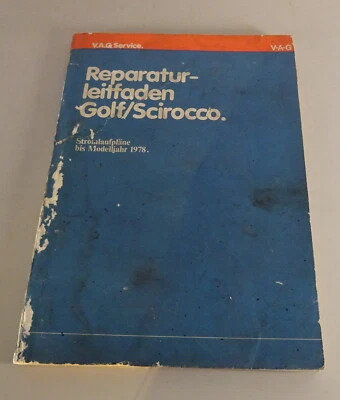 V.A.G Service.
V·A·G
Reparatur-
leitfaden
Golf/Scirocco.
Stromlaufpläne
bis Modelljahr 1978.